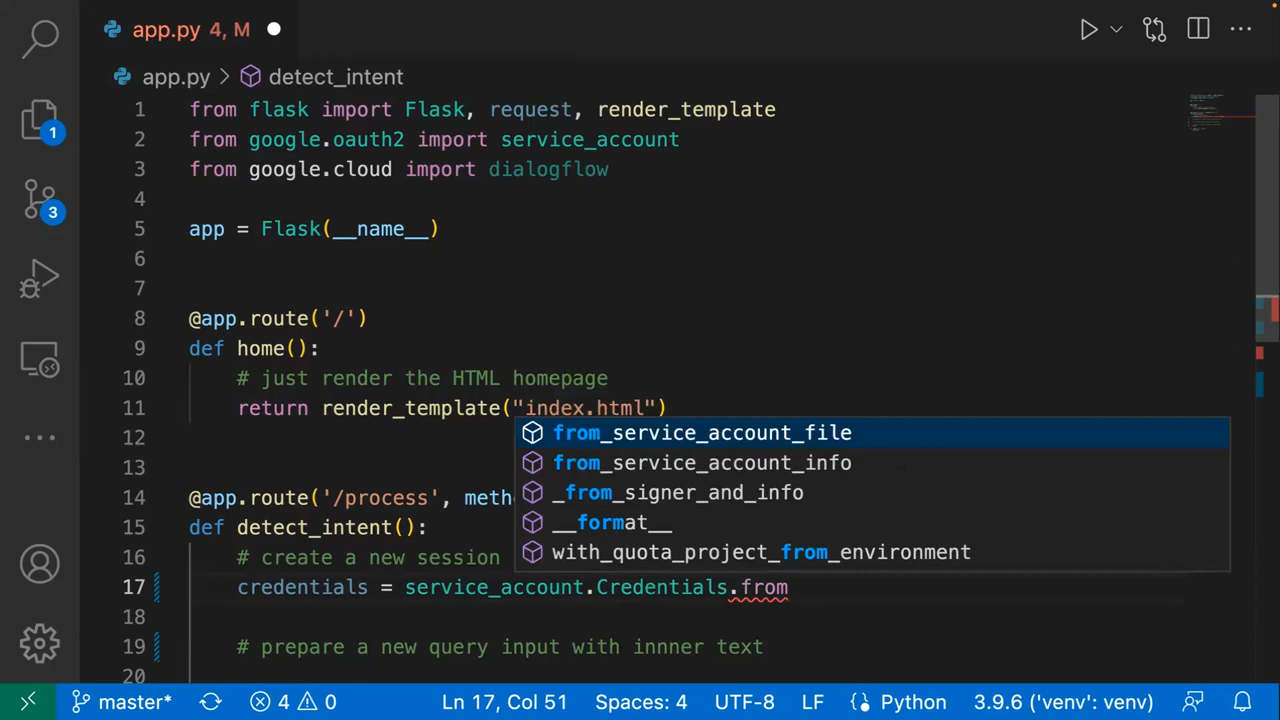 app.py 4, M
app.py > detect_intent
1 from flask import Flask, request, render_template
2 from google.oauth2 import service_account
3 from google.cloud import dialogflow
4
5 app = Flask(__name__)
6
7
8 @app.route('/')
9 def home():
10 # just render the HTML homepage
11 return render_template("index.html")
12
13
14 @app.route('/process', metho
15 def detect_intent():
16 # create a new session
17 credentials = service_account.Credentials.from
18
19 # prepare a new query input with innner text
20
from_service_account_file
from_service_account_info
_from_signer_and_info
__format__
with_quota_project_from_environment
1
3
master* 4 0 Ln 17, Col 51 Spaces: 4 UTF-8 LF Python 3.9.6 ('venv': venv)